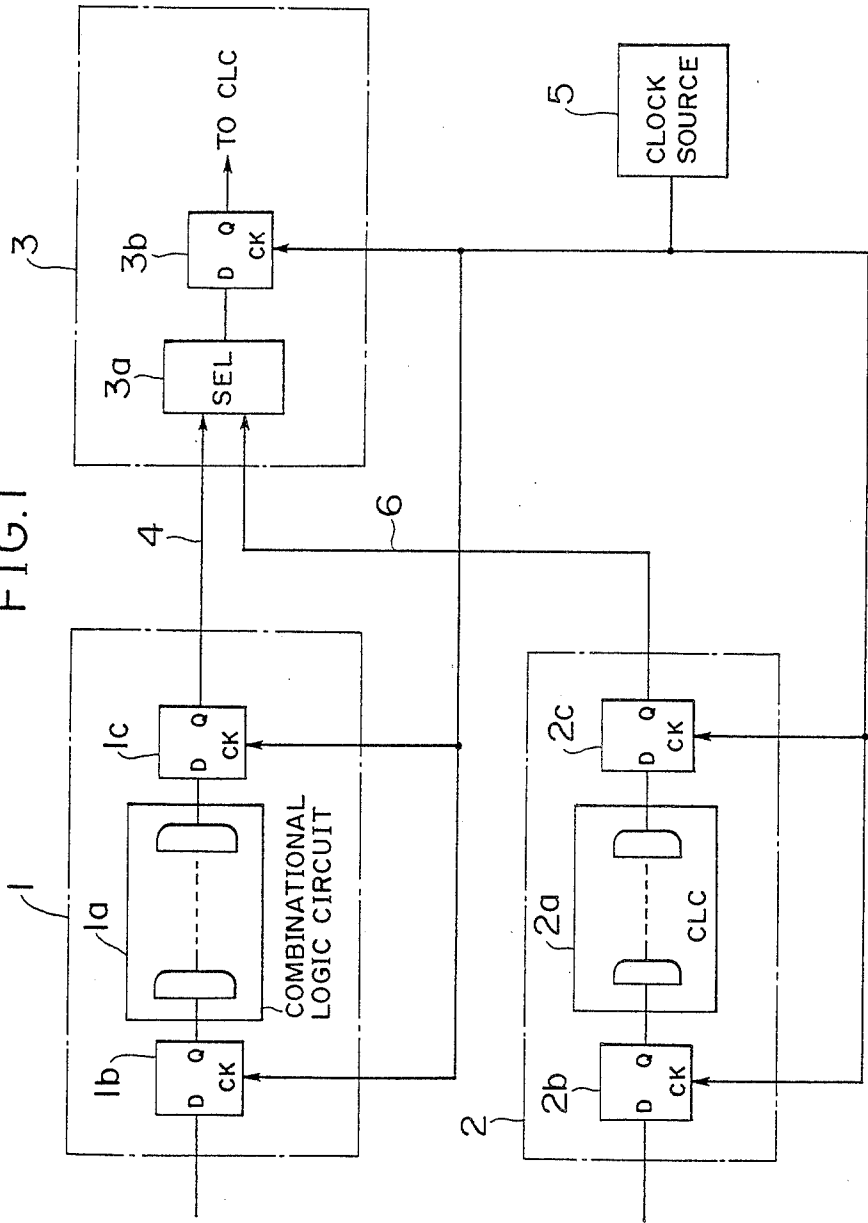 FIG.1
1
1a
1b
D Q
CK
COMBINATIONAL
LOGIC CIRCUIT
1c
D Q
CK
4
3
3a
SEL
3b
D Q
CK
TO CLC
2
2b
D Q
CK
2a
CLC
2c
D Q
CK
6
5
CLOCK
SOURCE